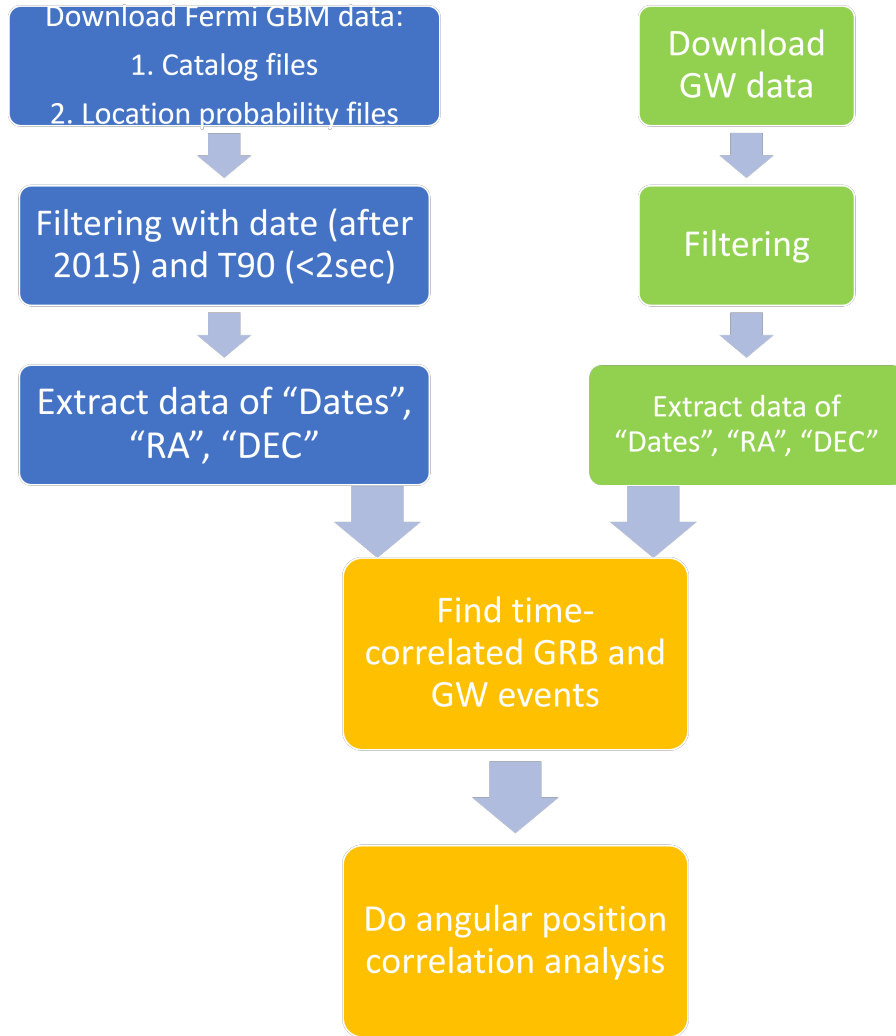 Download Fermi GBM data:
1. Catalog files
2. Location probability files
Filtering with date (after
2015) and T90 (<2sec)
Extract data of “Dates”,
“RA”, “DEC”
Download
GW data
Filtering
Extract data of
“Dates”, “RA”, “DEC”
Find time-
correlated GRB and
GW events
Do angular position
correlation analysis